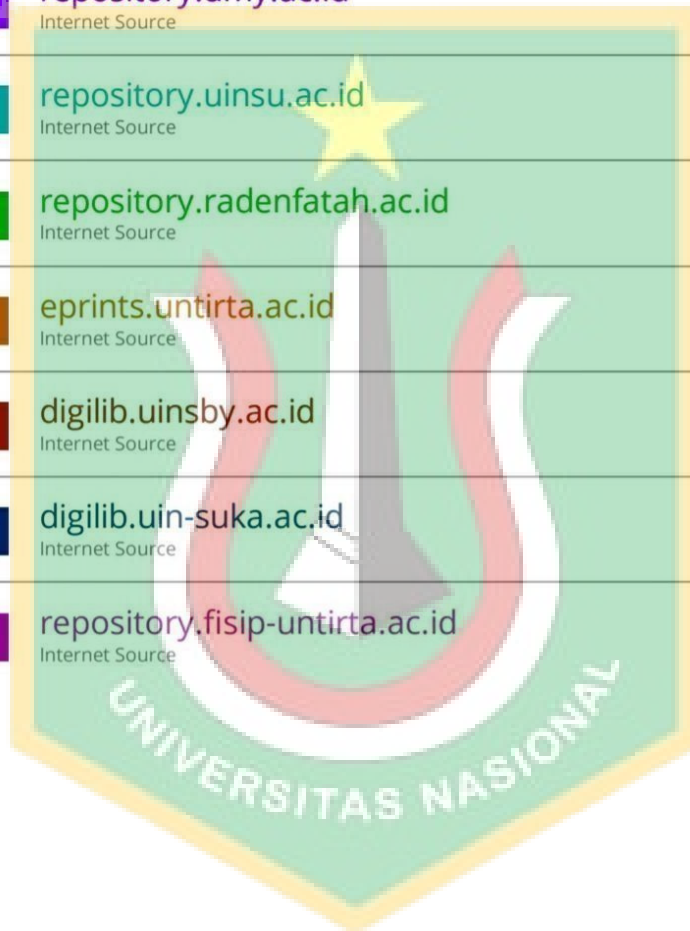 Internet Source
repository.uinsu.ac.id
Internet Source
repository.radenfatah.ac.id
Internet Source
eprints.untirta.ac.id
Internet Source
digilib.uinsby.ac.id
Internet Source
digilib.uin-suka.ac.id
Internet Source
repository.fisip-untirta.ac.id
Internet Source
UNIVERSITAS NASIONAL